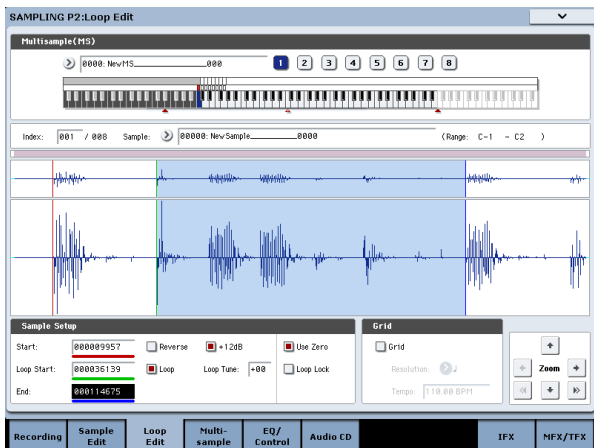 SAMPLING P2:Loop Edit
Multisample(MS)
0000: NewMS______________000
1 2 3 4 5 6 7 8
Index: 001 / 008 Sample: 00000: NewSample__________0000 (Range: C-1 - C2 )
Sample Setup
Grid
Start: 000009957 Reverse +12dB Use Zero Grid
Loop Start: 000036139 Loop Loop Tune: +00 Loop Lock Resolution: ♩ Zoom
End: 000114675 Tempo: 110.00 BPM
Recording Sample Edit Loop Edit Multi-sample EQ/Control Audio CD IFX MFX/TFX